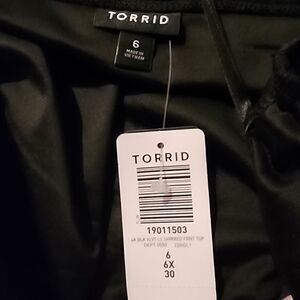 TORRID
6
MADE IN
VIETNAM
TORRID
19011503
6
6X
30